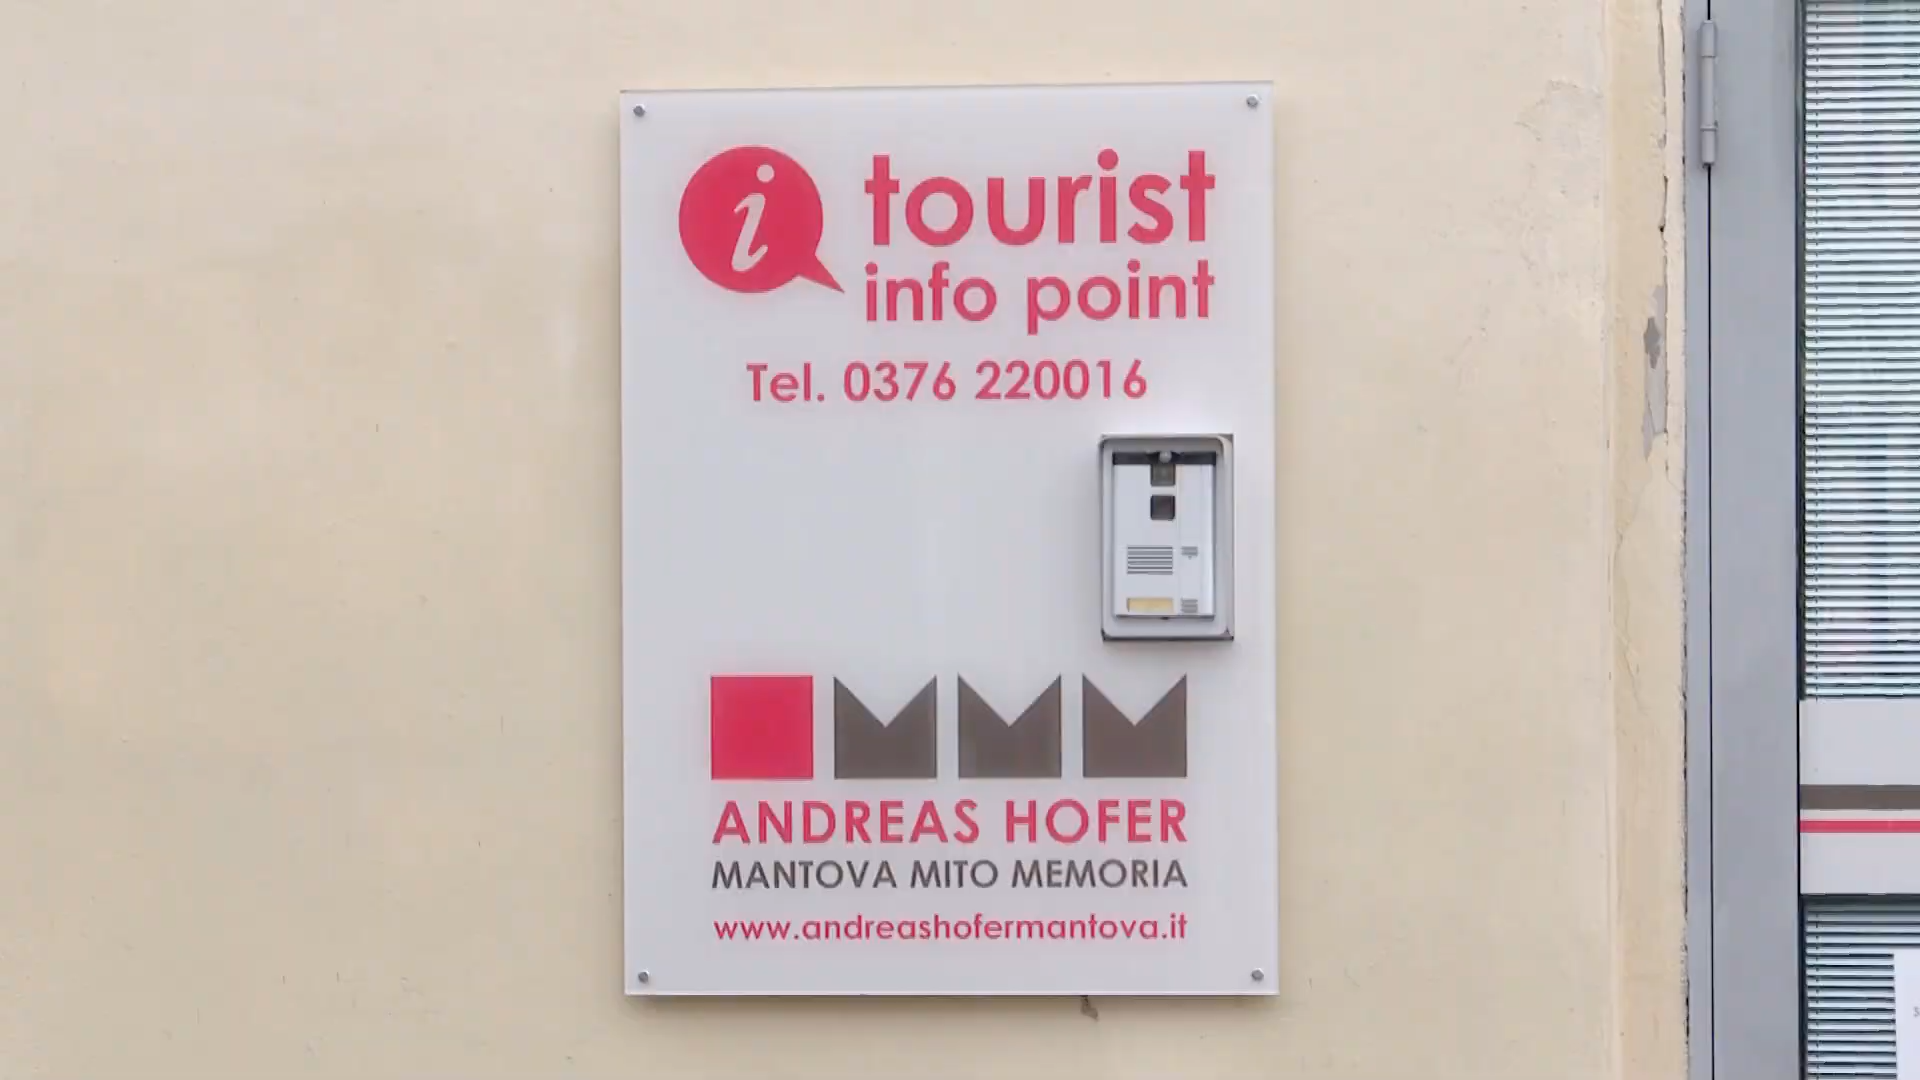 i
tourist
info point
Tel. 0376 220016
ANDREAS HOFER
MANTOVA MITO MEMORIA
www.andreashofermantova.it